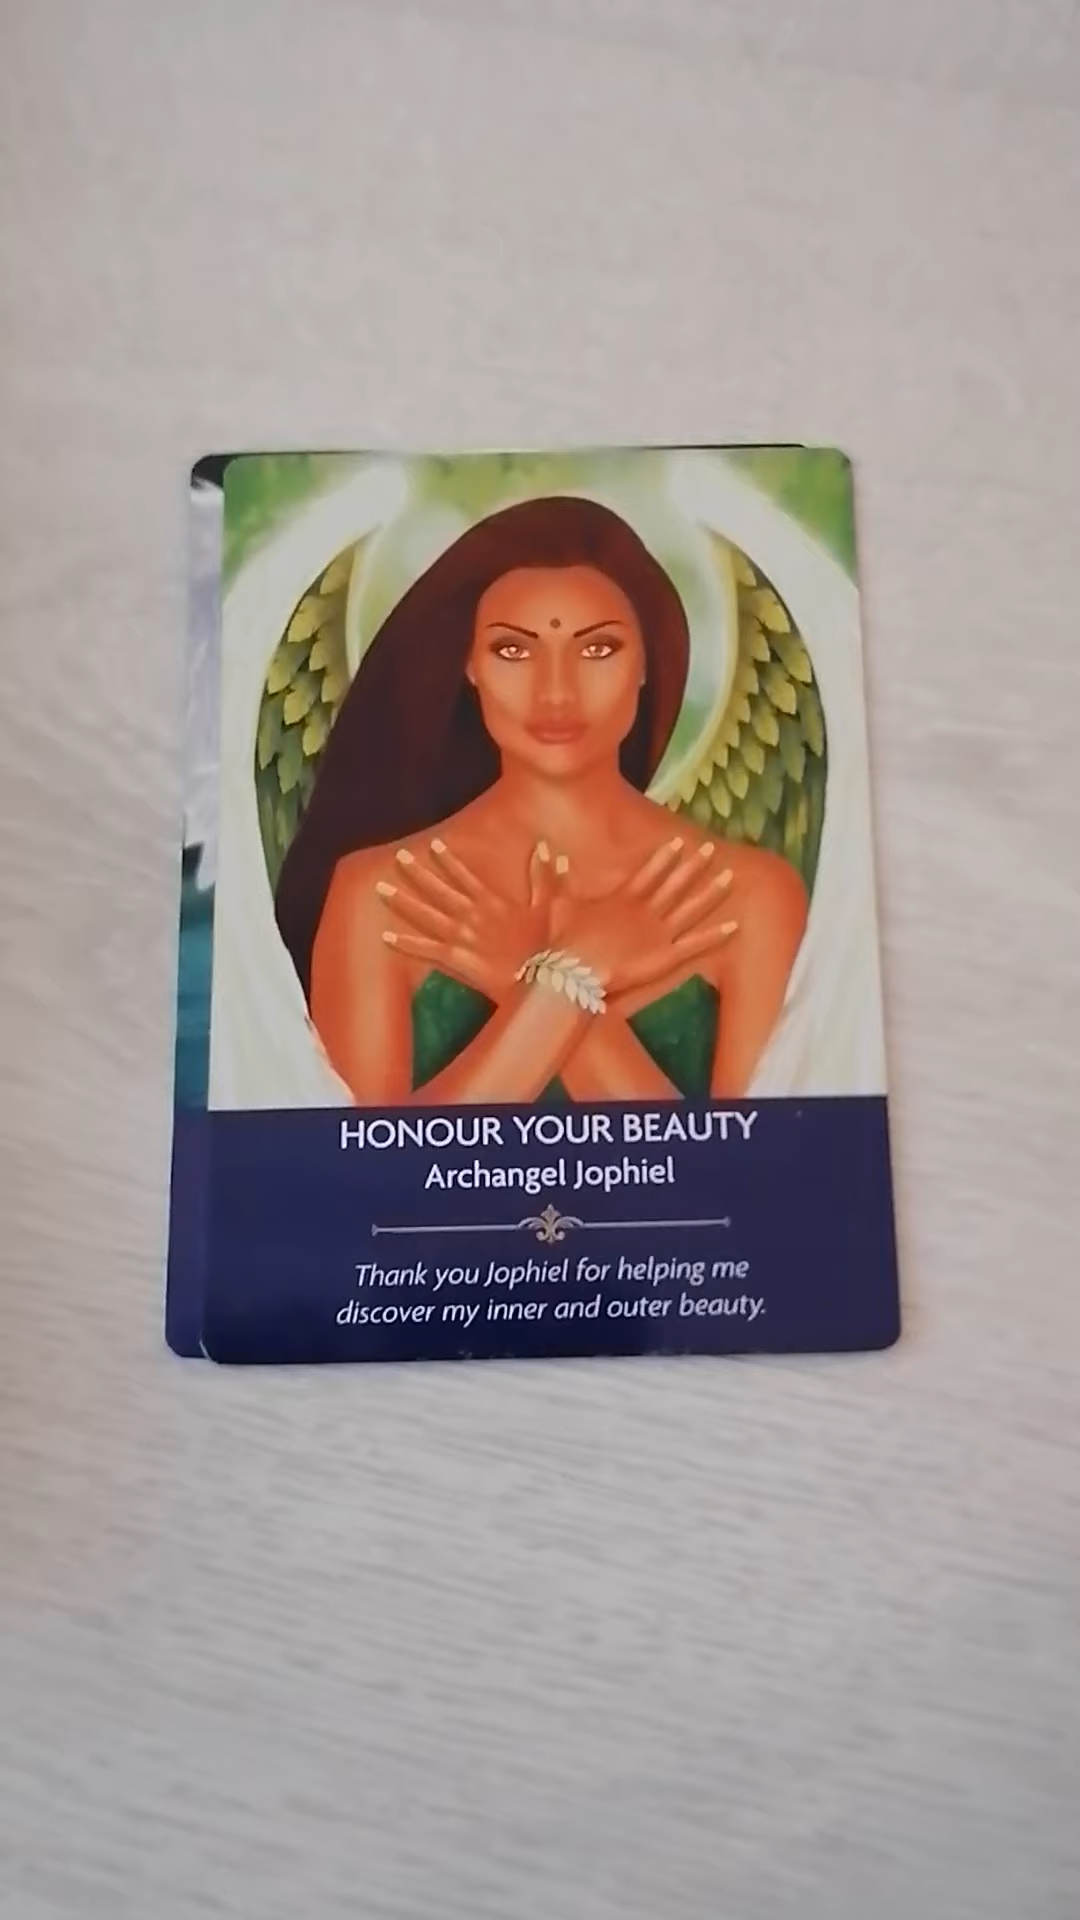 HONOUR YOUR BEAUTY
Archangel Jophiel
Thank you Jophiel for helping me
discover my inner and outer beauty.